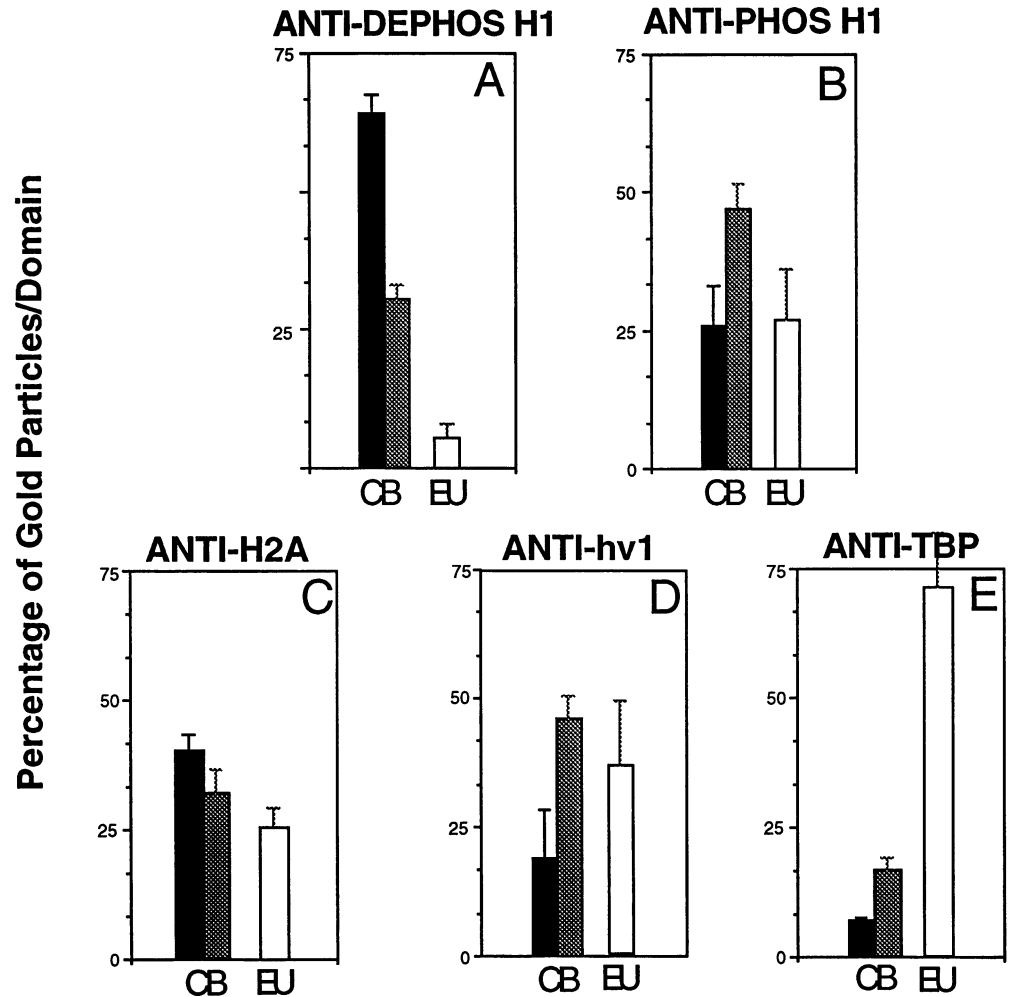 ANTI-DEPHOS H1
ANTI-PHOS H1
75
A
25
CB EU
75
B
50
25
0
CB EU
Percentage of Gold Particles/Domain
ANTI-H2A
ANTI-hv1
ANTI-TBP
75
C
50
25
0
CB EU
75
D
50
25
0
CB EU
75
E
50
25
0
CB EU